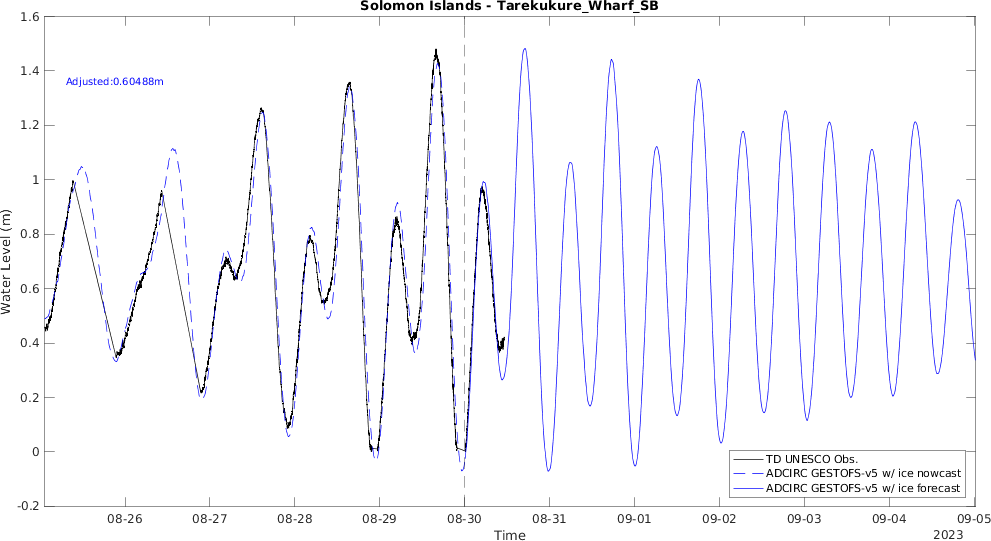 Solomon Islands - Tarekukure_Wharf_SB
Adjusted:0.60488m
Water Level (m)
1.6
1.4
1.2
1
0.8
0.6
0.4
0.2
0
-0.2
TD UNESCO Obs.
ADCIRC GESTOFS-v5 w/ ice nowcast
ADCIRC GESTOFS-v5 w/ ice forecast
08-26 08-27 08-28 08-29 08-30 08-31 09-01 09-02 09-03 09-04 09-05
Time
2023